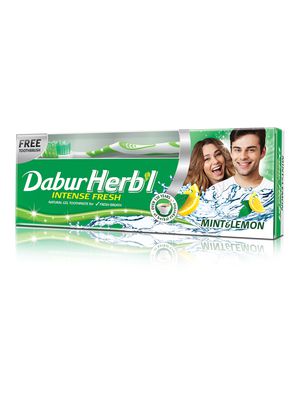 FREE
TOOTHBRUSH
Dabur Herb'l
INTENSE FRESH
NATURAL GEL TOOTHPASTE for ✓ FRESH BREATH
MINT & LEMON